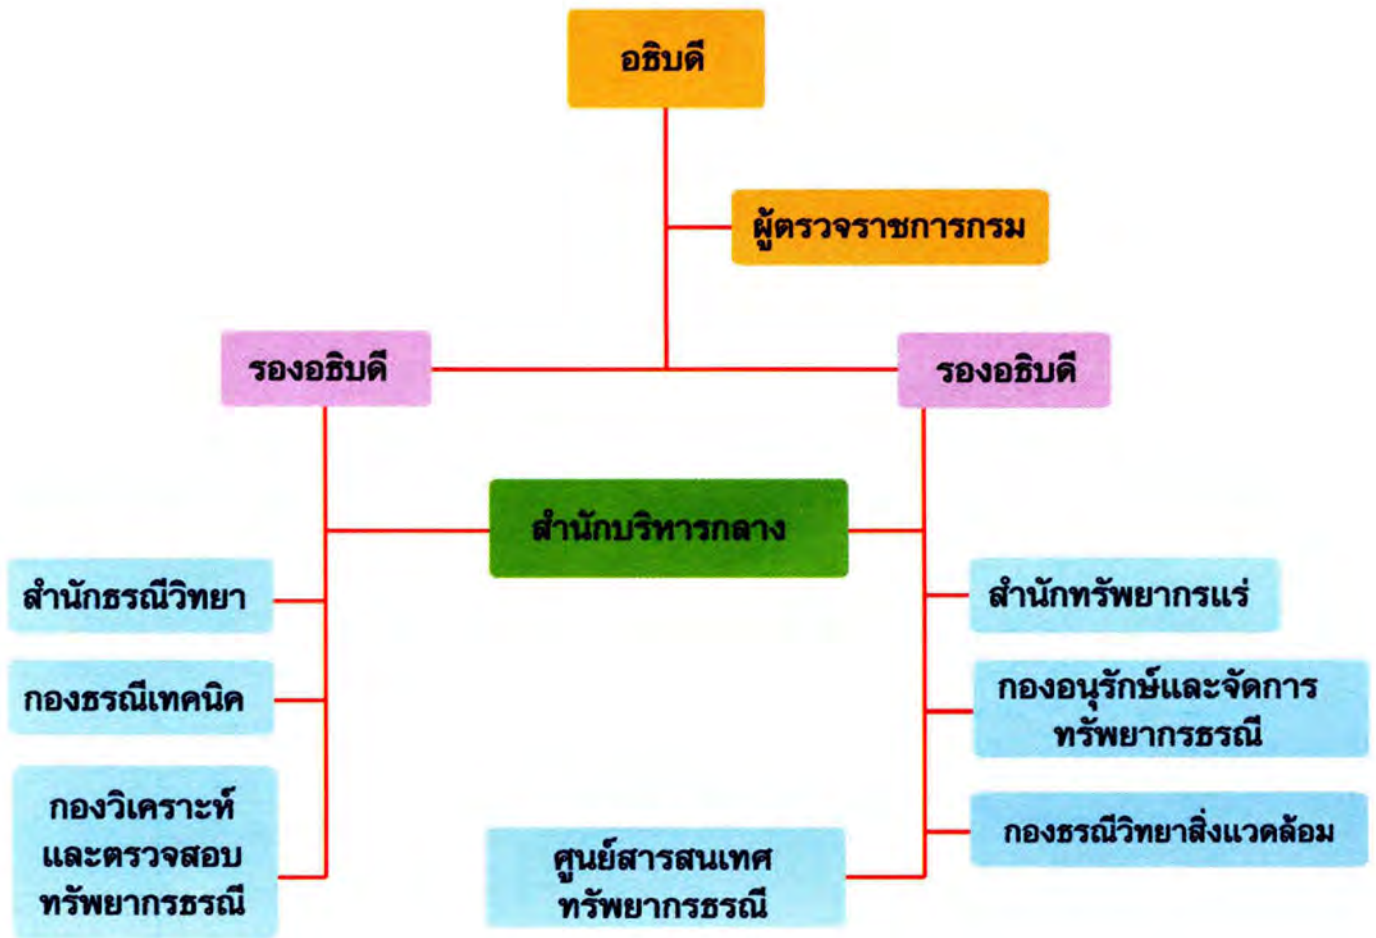 อธิบดี
ผู้ตรวจราชการกรม
รองอธิบดี
รองอธิบดี
สำนักบริหารกลาง
สำนักธรณีวิทยา
กองธรณีเทคนิค
กองวิเคราะห์
และตรวจสอบ
ทรัพยากรธรณี
สำนักทรัพยากรแร่
กองอนุรักษ์และจัดการ
ทรัพยากรธรณี
กองธรณีวิทยาสิ่งแวดล้อม
ศูนย์สารสนเทศ
ทรัพยากรธรณี